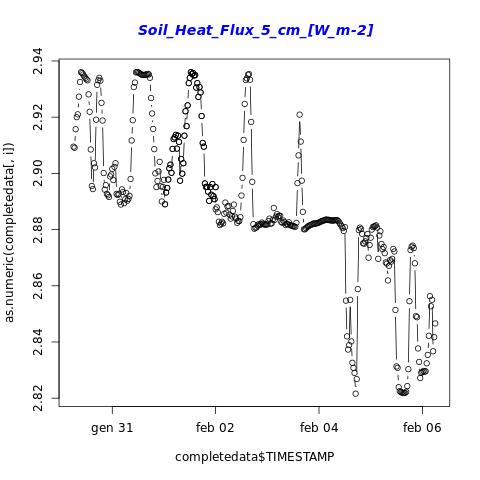 Soil_Heat_Flux_5_cm_[W_m-2]
as.numeric(completedata[, i])
2.94
2.92
2.90
2.88
2.86
2.84
2.82
gen 31
feb 02
feb 04
feb 06
completedata$TIMESTAMP